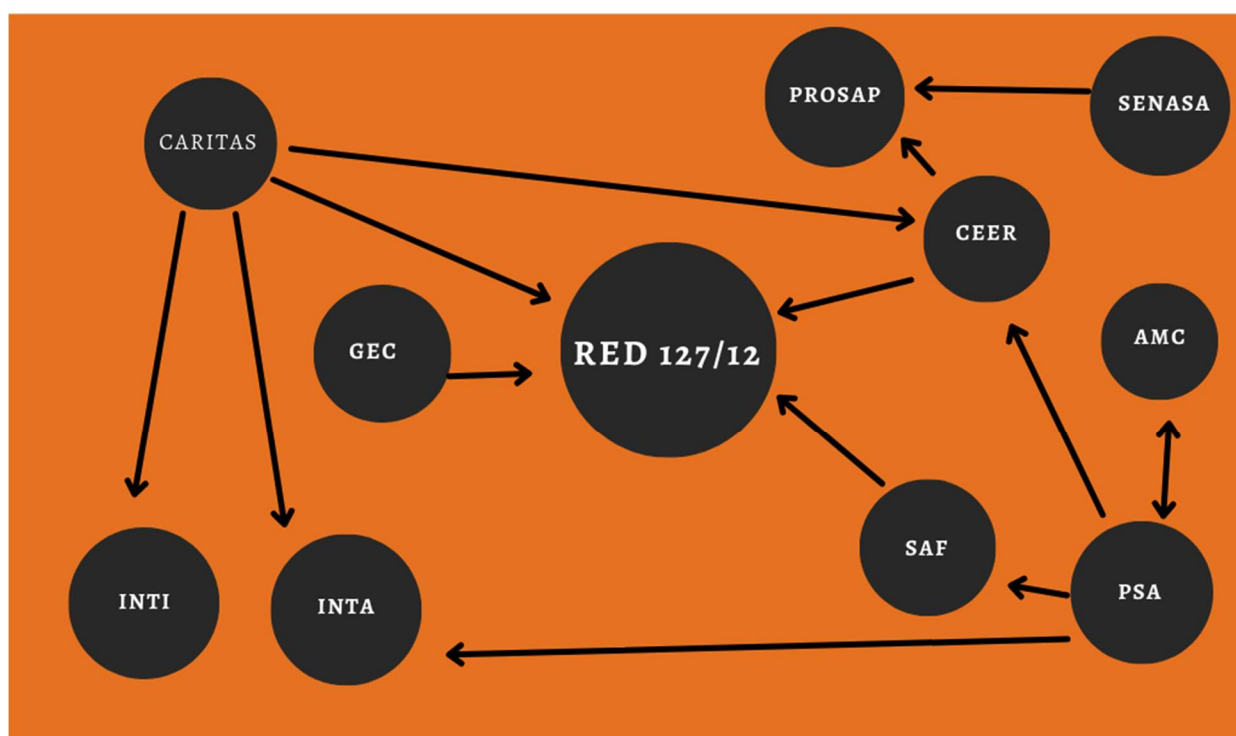 PROSAP
SENASA
CARITAS
CEER
GEC
RED 127/12
AMC
SAF
PSA
INTI
INTA